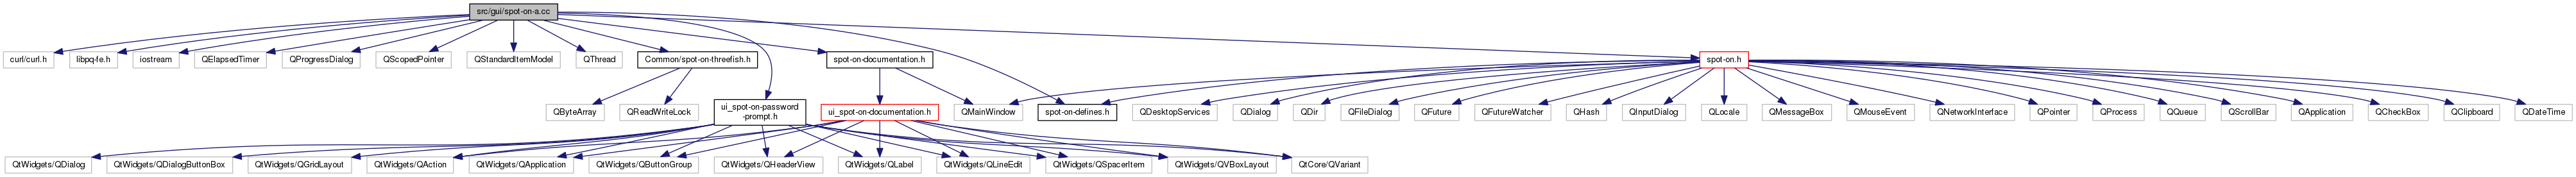 src/gui/spot-on-a.cc
curl/curl.h
libpq-fe.h
iostream
QElapsedTimer
QProgressDialog
QScopedPointer
QStandardItemModel
QThread
Common/spot-on-threefish.h
spot-on-documentation.h
spot-on.h
QByteArray
QReadWriteLock
ui_spot-on-password
-prompt.h
ui_spot-on-documentation.h
QMainWindow
spot-on-defines.h
QDesktopServices
QDialog
QDir
QFileDialog
QFuture
QFutureWatcher
QHash
QInputDialog
QLocale
QMessageBox
QMouseEvent
QNetworkInterface
QPointer
QProcess
QQueue
QScrollBar
QApplication
QCheckBox
QClipboard
QDateTime
QtWidgets/QDialog
QtWidgets/QDialogButtonBox
QtWidgets/QGridLayout
QtWidgets/QAction
QtWidgets/QApplication
QtWidgets/QButtonGroup
QtWidgets/QHeaderView
QtWidgets/QLabel
QtWidgets/QLineEdit
QtWidgets/QSpacerItem
QtWidgets/QVBoxLayout
QtCore/QVariant